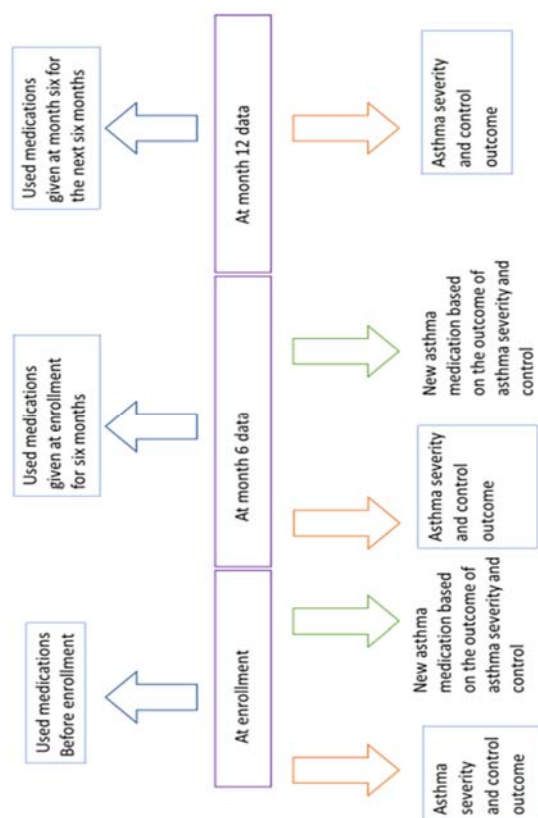 Used medications
Before enrollment
Used medications
given at enrollment
for six months
Used medications
given at month six for
the next six months
At enrollment
At month 6 data
At month 12 data
Asthma
severity
and control
outcome
New asthma
medication based
on the outcome of
asthma severity and
control
Asthma severity
and control
outcome
New asthma
medication based
on the outcome of
asthma severity and
control
Asthma severity
and control
outcome